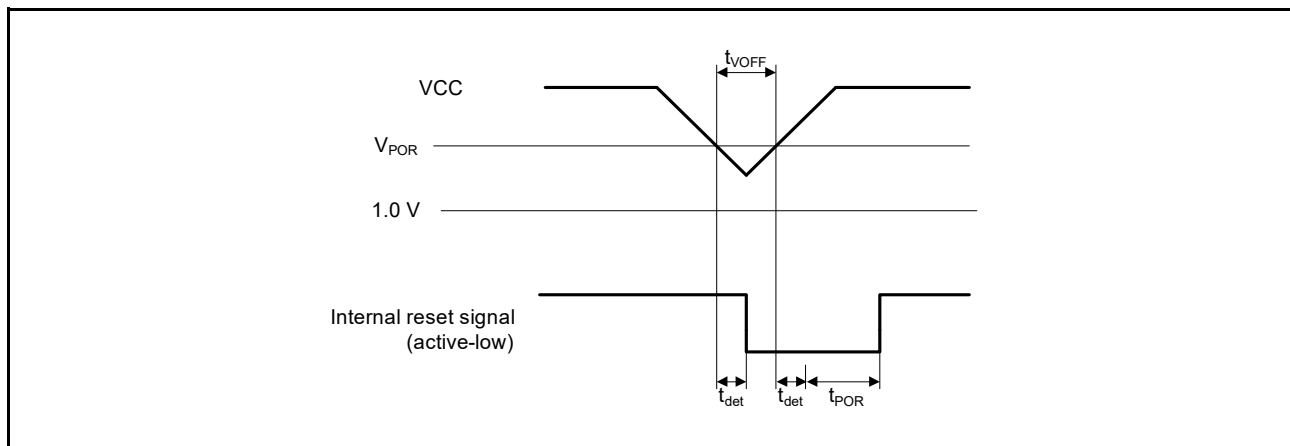 tVOFF
VCC
VPOR
1.0 V
Internal reset signal
(active-low)
tdet
tdet
tPOR